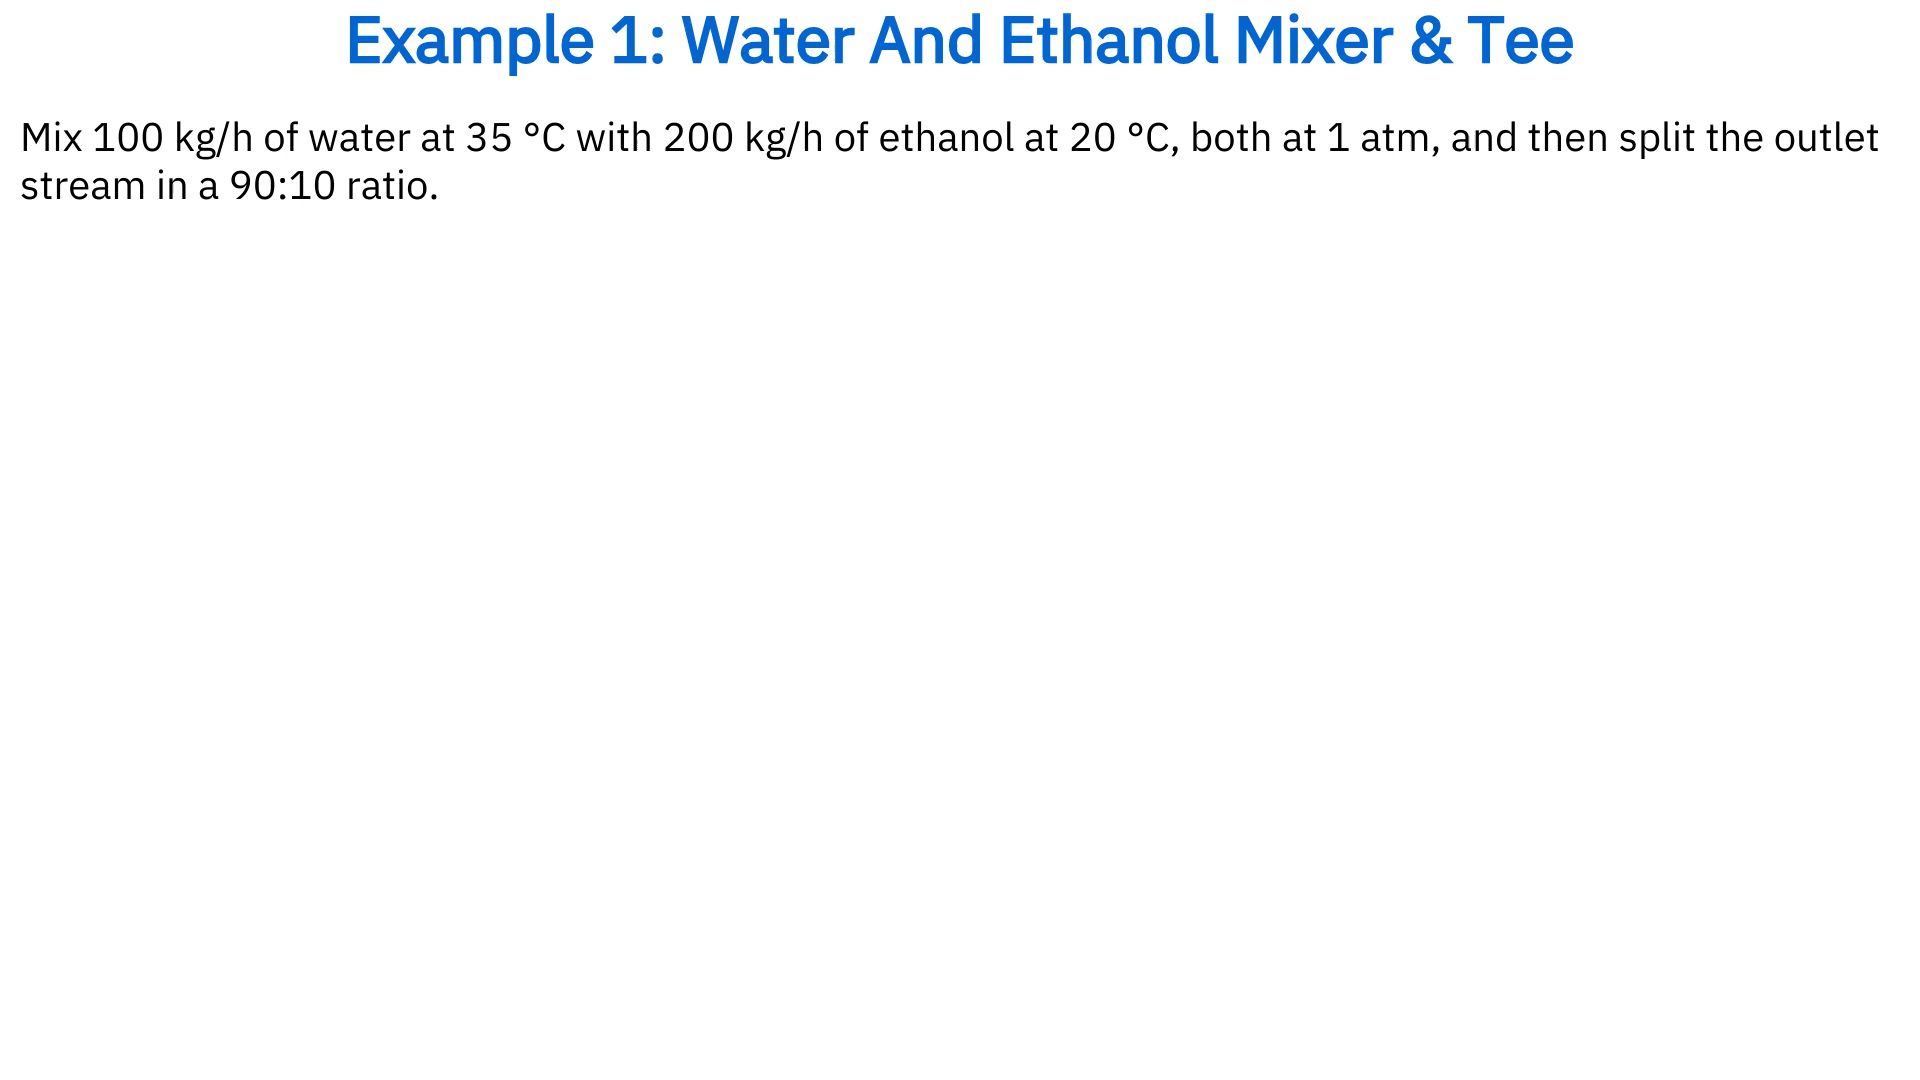 Example 1: Water And Ethanol Mixer & Tee
Mix 100 kg/h of water at 35 °C with 200 kg/h of ethanol at 20 °C, both at 1 atm, and then split the outlet
stream in a 90:10 ratio.